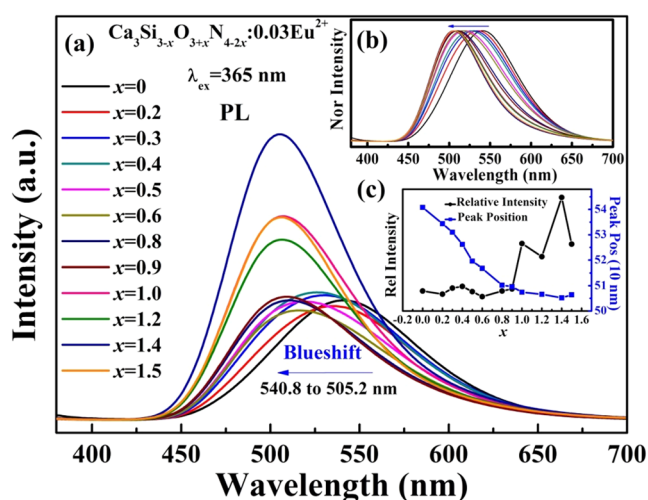 (a) Ca₃Si₃₋ₓO₃₊ₓN₄₋₂ₓ:0.03Eu²⁺
λₑₓ=365 nm
PL
x=0
x=0.2
x=0.3
x=0.4
x=0.5
x=0.6
x=0.8
x=0.9
x=1.0
x=1.2
x=1.4
x=1.5
Blueshift
540.8 to 505.2 nm
Intensity (a.u.)
400 450 500 550 600 650 700
Wavelength (nm)
(b)
Nor Intensity
400 450 500 550 600 650 700
Wavelength (nm)
(c)
Relative Intensity
Peak Position
Rel Intensity
Peak Pos (10 nm)
54
53
52
51
50
0.0 0.2 0.4 0.6 0.8 1.0 1.2 1.4 1.6
x